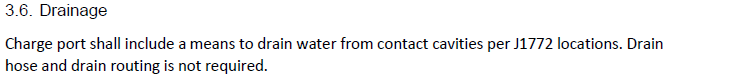 3.6. Drainage
Charge port shall include a means to drain water from contact cavities per J1772 locations. Drain
hose and drain routing is not required.